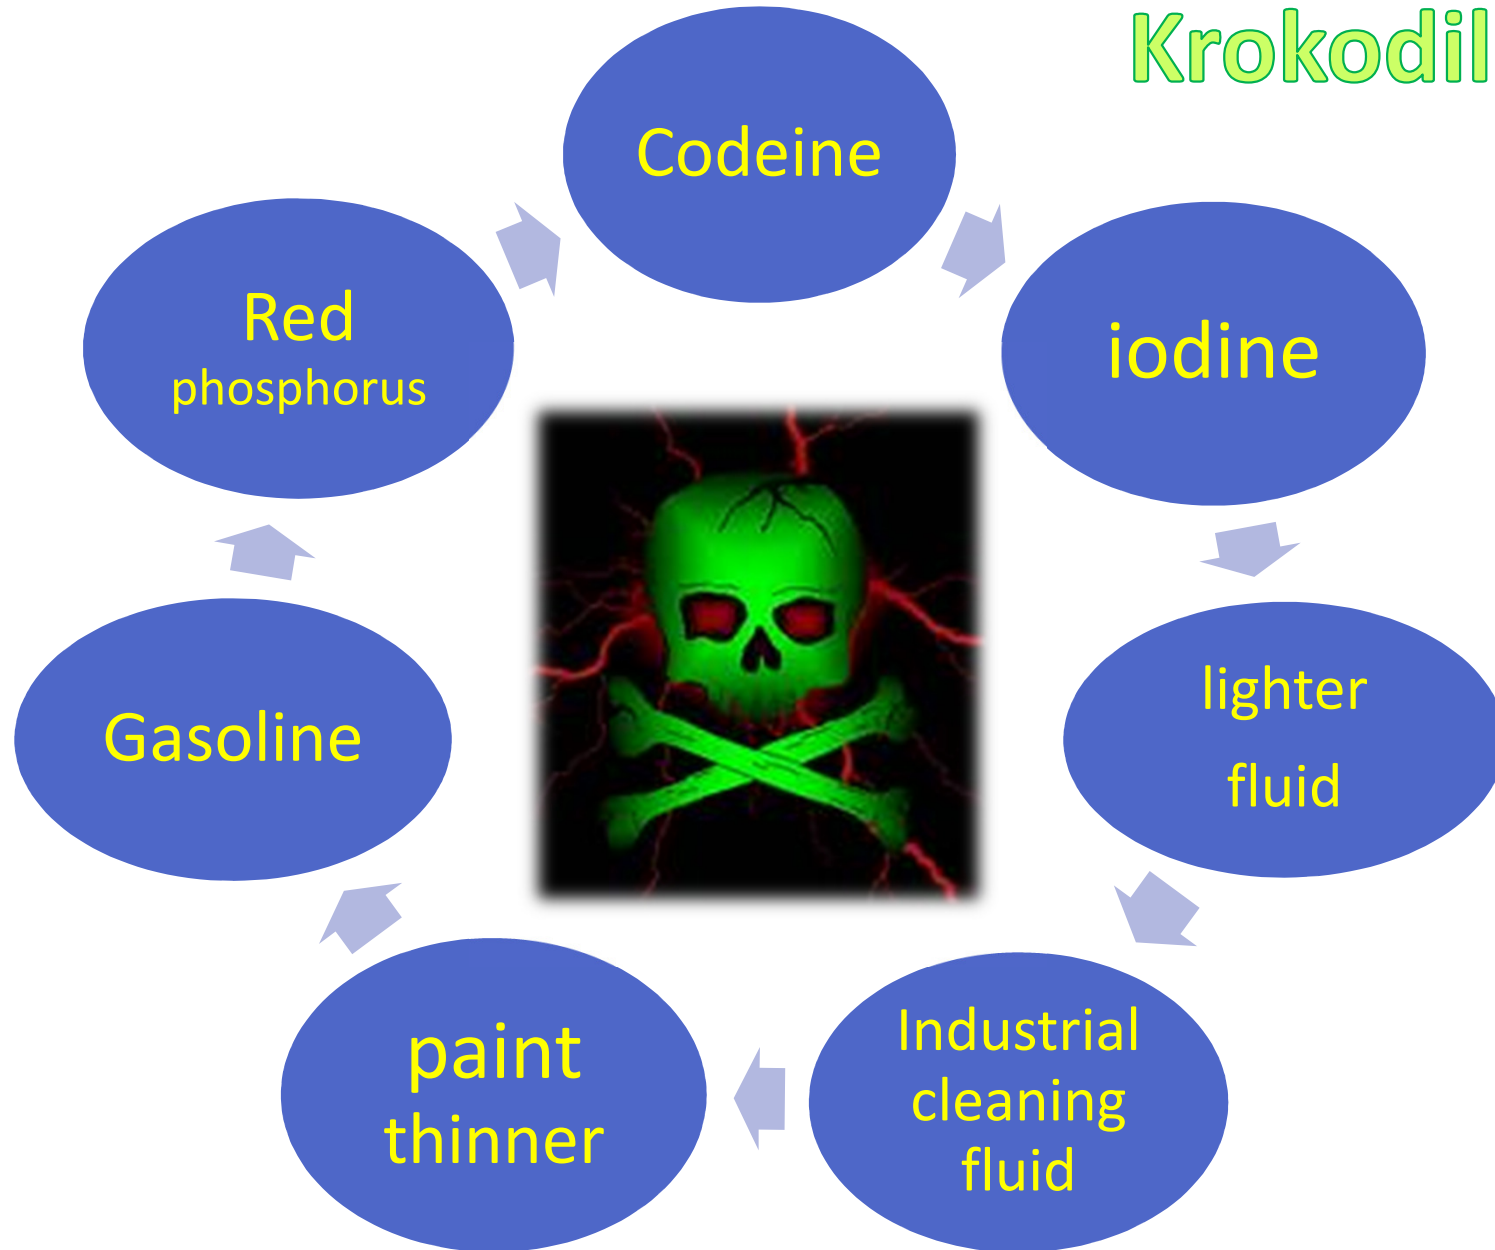 Krokodil
Codeine
iodine
lighter
fluid
Industrial
cleaning
fluid
paint
thinner
Gasoline
Red
phosphorus